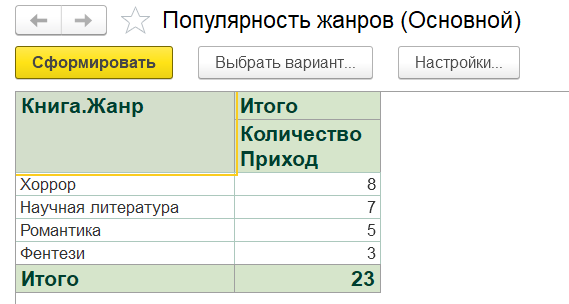 Популярность жанров (Основной)
Сформировать Выбрать вариант... Настройки...
Книга.Жанр Итого
Количество
Приход
Хоррор 8
Научная литература 7
Романтика 5
Фентези 3
Итого 23